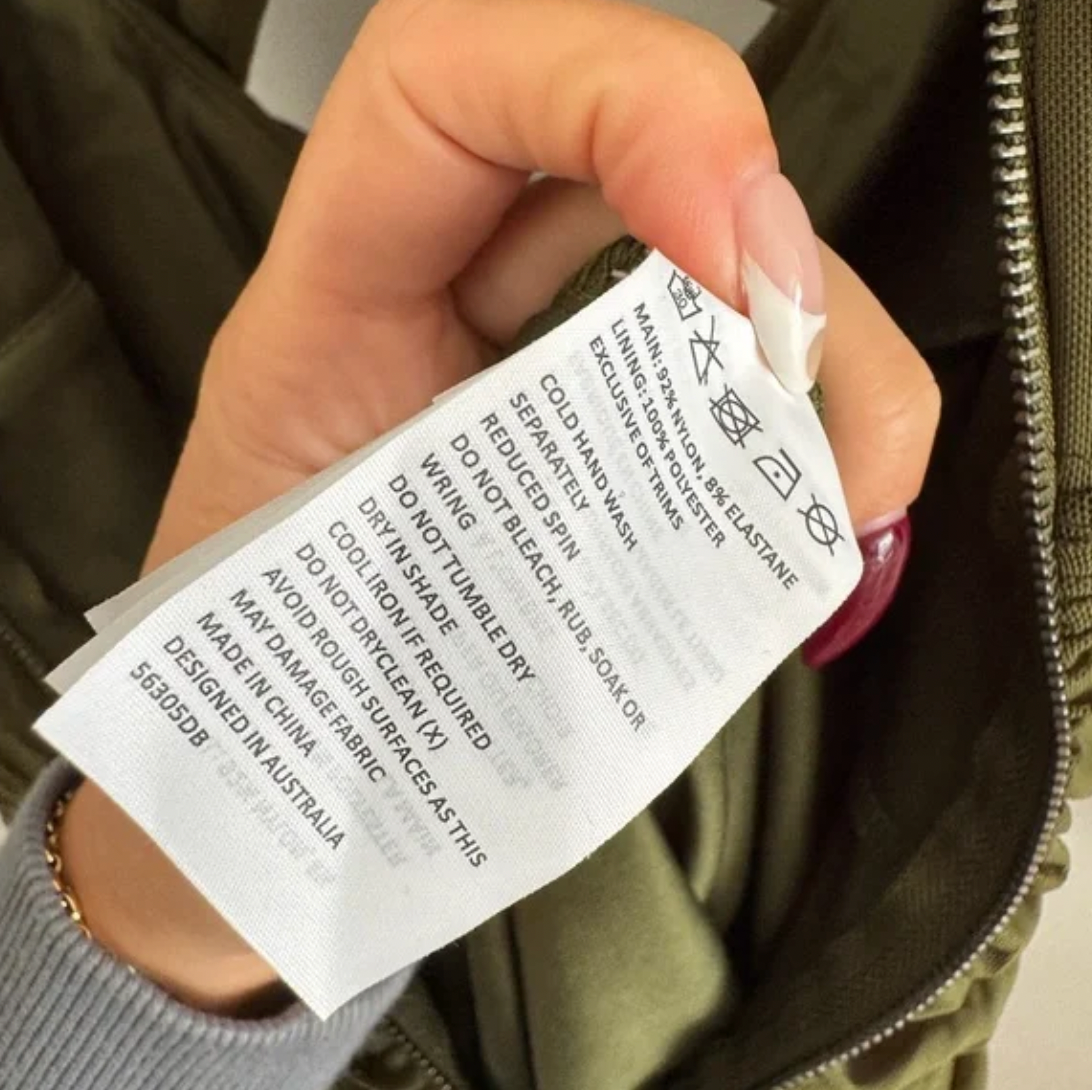 30
MAIN: 92% NYLON, 8% ELASTANE
LINING: 100% POLYESTER
EXCLUSIVE OF TRIMS
COLD HAND WASH
SEPARATELY
REDUCED SPIN
DO NOT BLEACH, RUB, SOAK OR
WRING
DO NOT TUMBLE DRY
DRY IN SHADE
COOL IRON IF REQUIRED
DO NOT DRYCLEAN (X)
AVOID ROUGH SURFACES AS THIS
MAY DAMAGE FABRIC
MADE IN CHINA
DESIGNED IN AUSTRALIA
56305DB